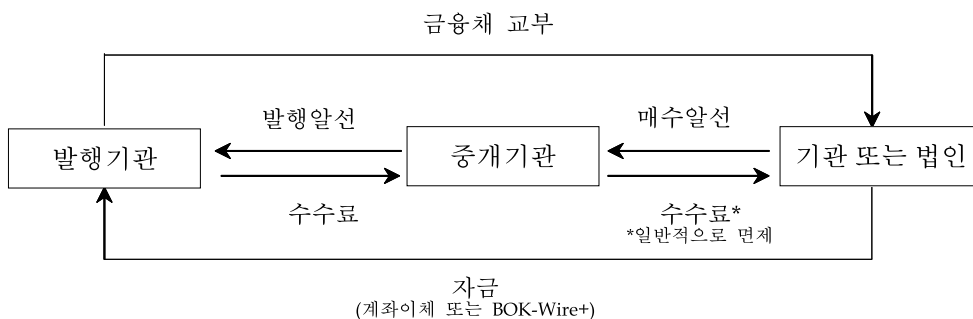 금융채 교부
발행알선
매수알선
발행기관
중개기관
기관 또는 법인
수수료
수수료*
*일반적으로 면제
자금
(계좌이체 또는 BOK-Wire+)